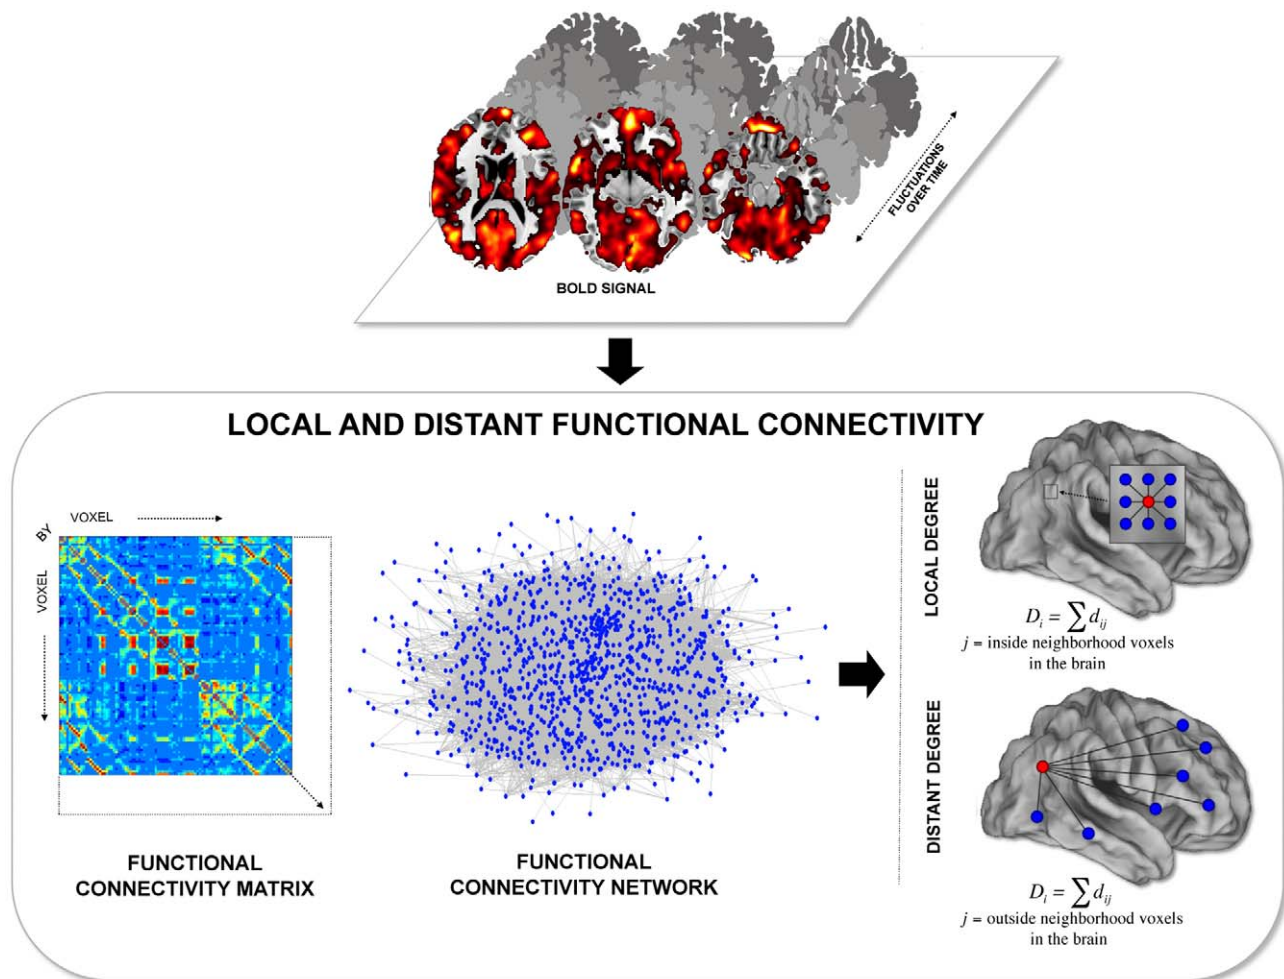 FLUCTUATIONS
OVER TIME
BOLD SIGNAL
LOCAL AND DISTANT FUNCTIONAL CONNECTIVITY
VOXEL
BY
VOXEL
FUNCTIONAL
CONNECTIVITY MATRIX
FUNCTIONAL
CONNECTIVITY NETWORK
LOCAL DEGREE
D_i = ∑ d_ij
j = inside neighborhood voxels
in the brain
DISTANT DEGREE
D_i = ∑ d_ij
j = outside neighborhood voxels
in the brain